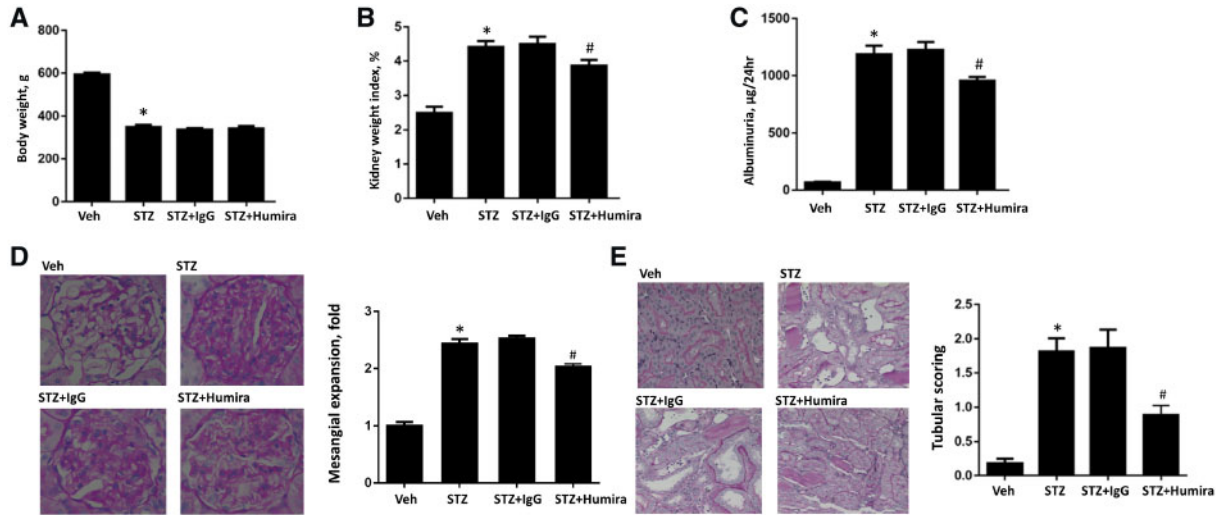 A
Body weight, g
800
600
400
200
0
Veh STZ STZ+IgG STZ+Humira
*
B
Kidney weight index, %
5
4
3
2
1
0
Veh STZ STZ+IgG STZ+Humira
*
#
C
Albuminuria, µg/24hr
1500
1000
500
0
Veh STZ STZ+IgG STZ+Humira
*
#
D
Veh STZ
STZ+IgG STZ+Humira
Mesangial expansion, fold
3
2
1
0
Veh STZ STZ+IgG STZ+Humira
*
#
E
Veh STZ
STZ+IgG STZ+Humira
Tubular scoring
2.5
2.0
1.5
1.0
0.5
0.0
Veh STZ STZ+IgG STZ+Humira
*
#